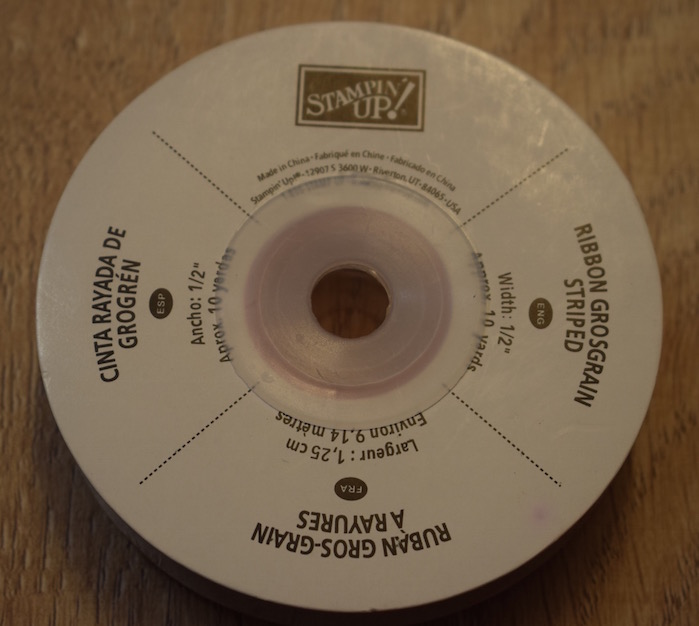 STAMPIN' UP!
Made in China • Fabriqué en Chine • Fabricado en China
Stampin' Up!® • 12907 S 3600 W • Riverton, UT • 84065 • USA
RIBBON GROSGRAIN
STRIPED
ENG
Width: 1/2"
Approx. 10 yards
RUBAN GROS-GRAIN
À RAYURES
FRA
Largeur : 1,25 cm
Environ 9,14 mètres
CINTA RAYADA DE
GROGRÉN
ESP
Ancho: 1/2"
Aprox. 10 yardas